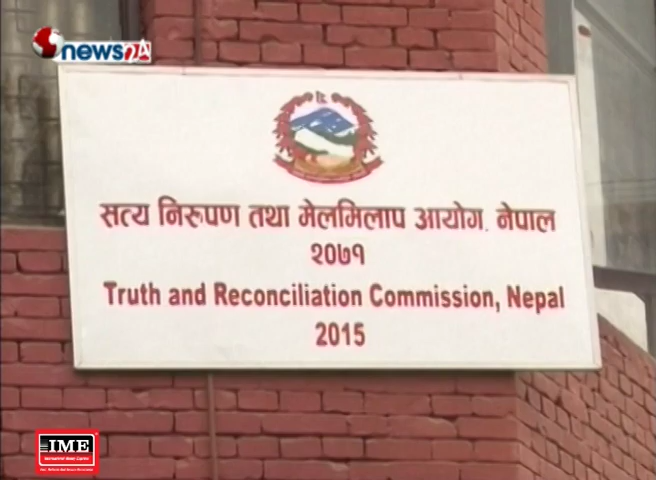 news24
सत्य निरुपण तथा मेलमिलाप आयोग, नेपाल
२०७१
Truth and Reconciliation Commission, Nepal
2015
IME